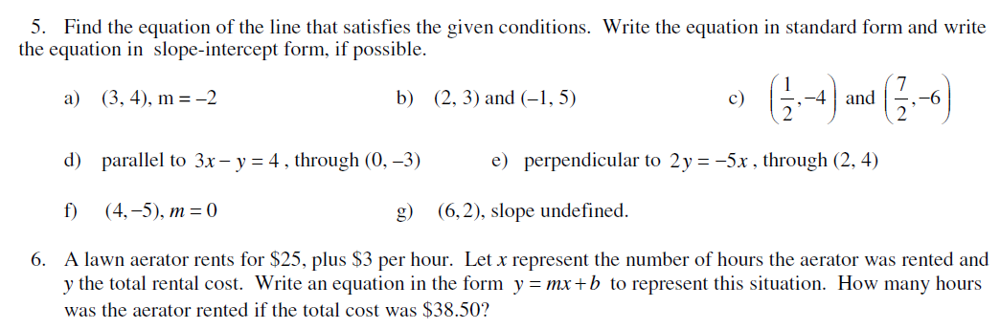 5. Find the equation of the line that satisfies the given conditions. Write the equation in standard form and write
the equation in slope-intercept form, if possible.
a) (3, 4), m = –2 b) (2, 3) and (–1, 5) c) (1/2, –4) and (7/2, –6)
d) parallel to 3x – y = 4 , through (0, –3) e) perpendicular to 2y = –5x , through (2, 4)
f) (4,–5), m = 0 g) (6,2), slope undefined.
6. A lawn aerator rents for $25, plus $3 per hour. Let x represent the number of hours the aerator was rented and
y the total rental cost. Write an equation in the form y = mx + b to represent this situation. How many hours
was the aerator rented if the total cost was $38.50?